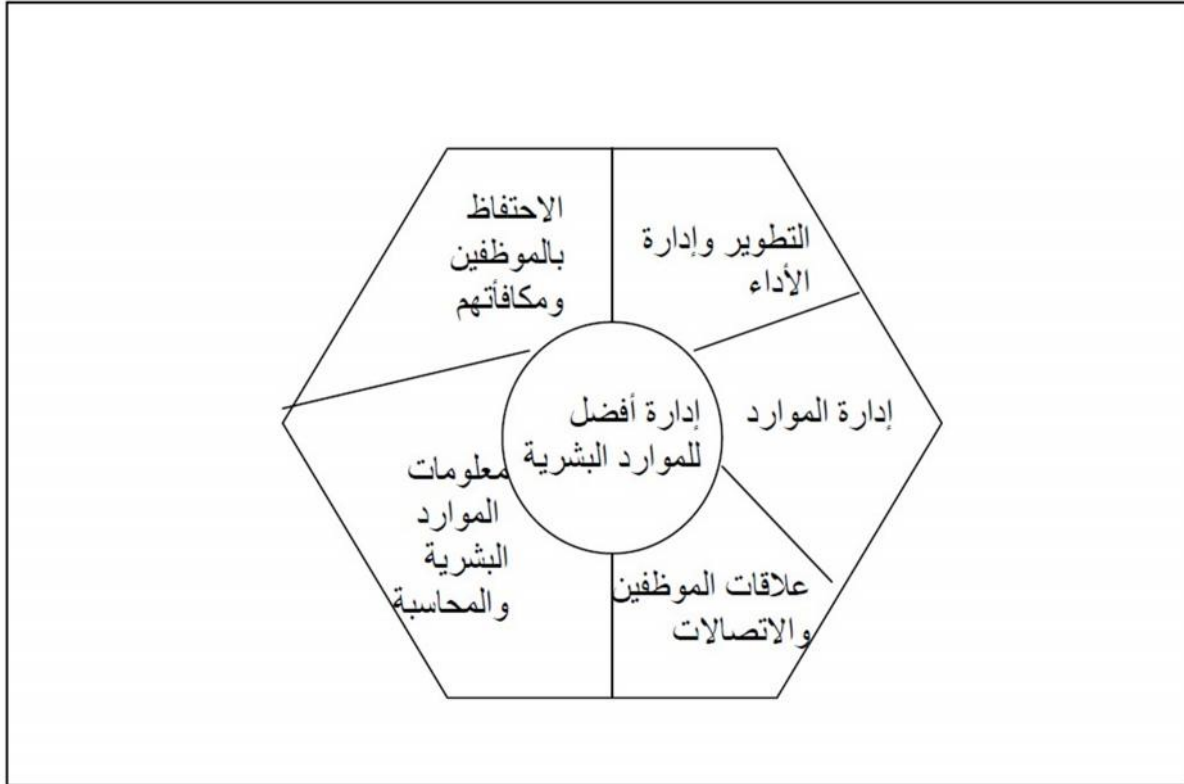 الاحتفاظ
بالموظفين
ومكافأتهم
التطوير وإدارة
الأداء
إدارة الموارد
إدارة أفضل
للموارد البشرية
معلومات
الموارد
البشرية
والمحاسبة
علاقات الموظفين
والاتصالات